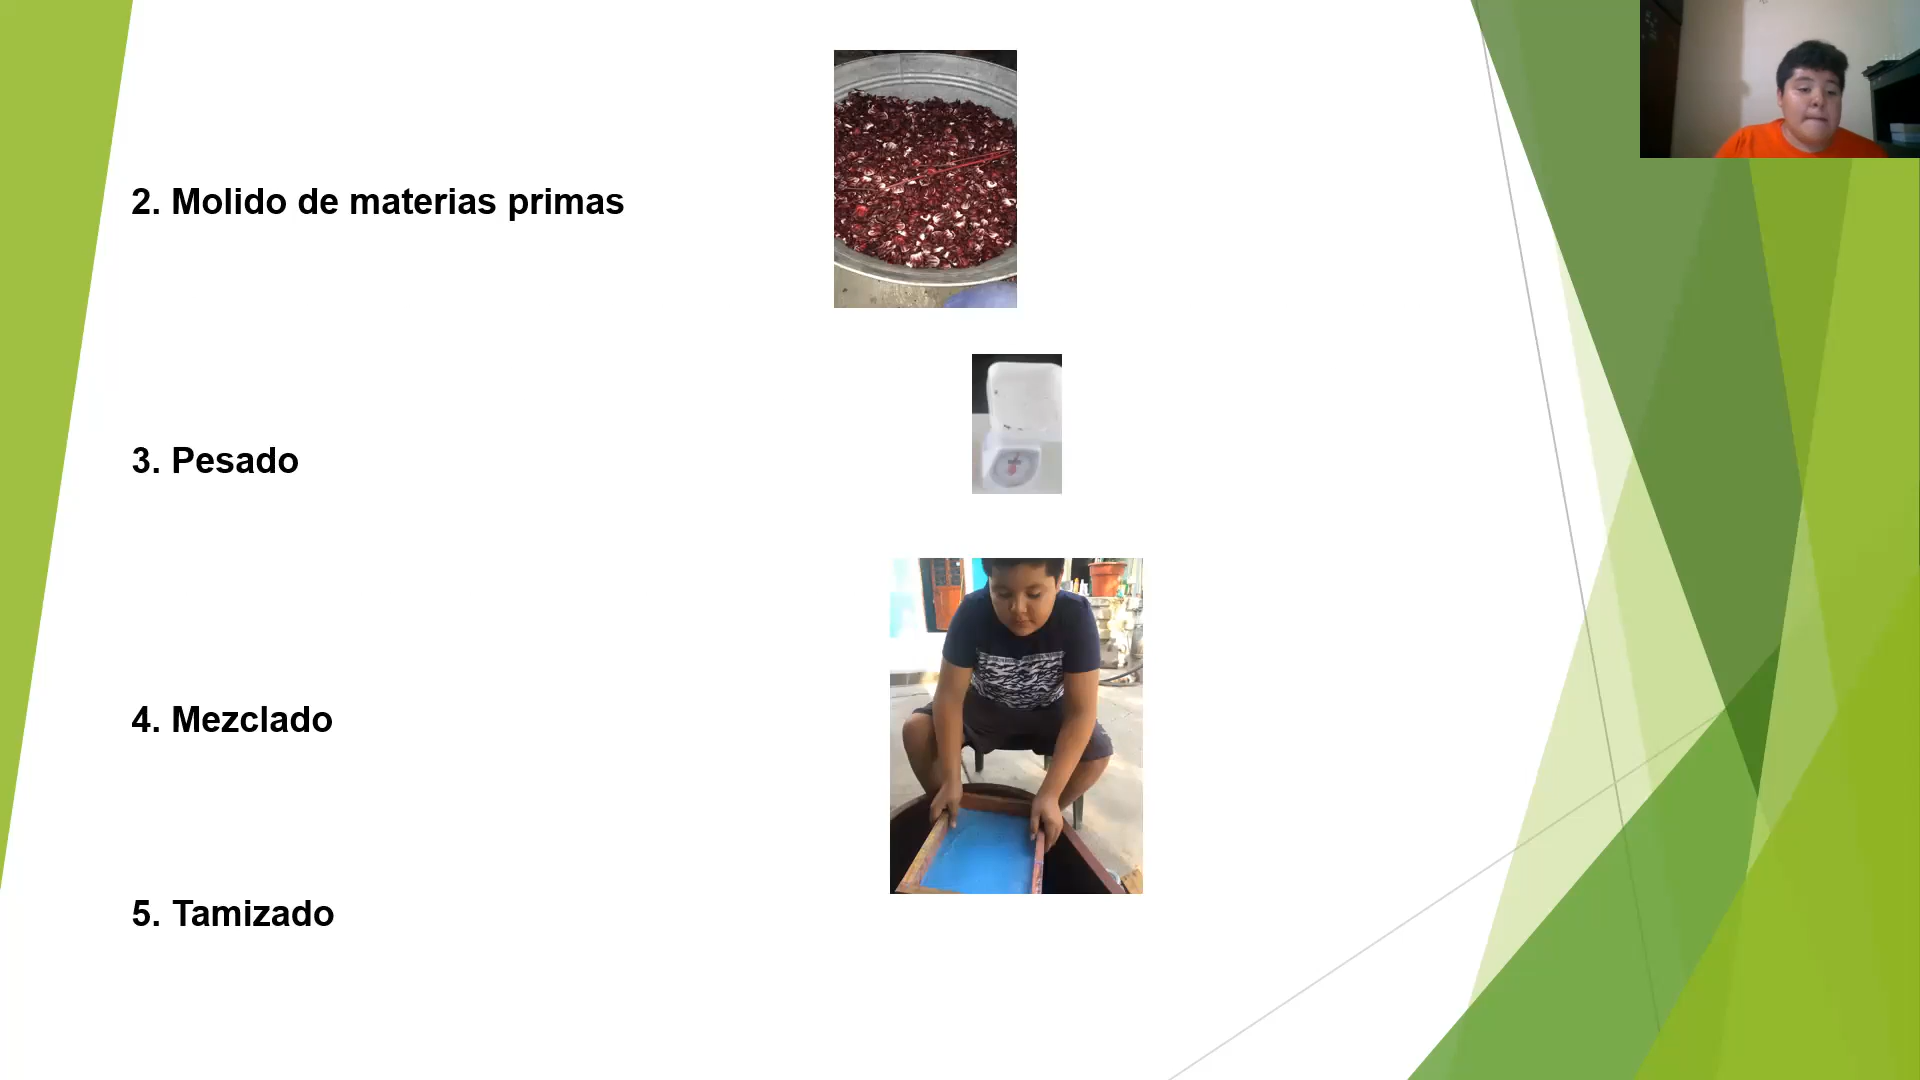 2. Molido de materias primas
3. Pesado
4. Mezclado
5. Tamizado